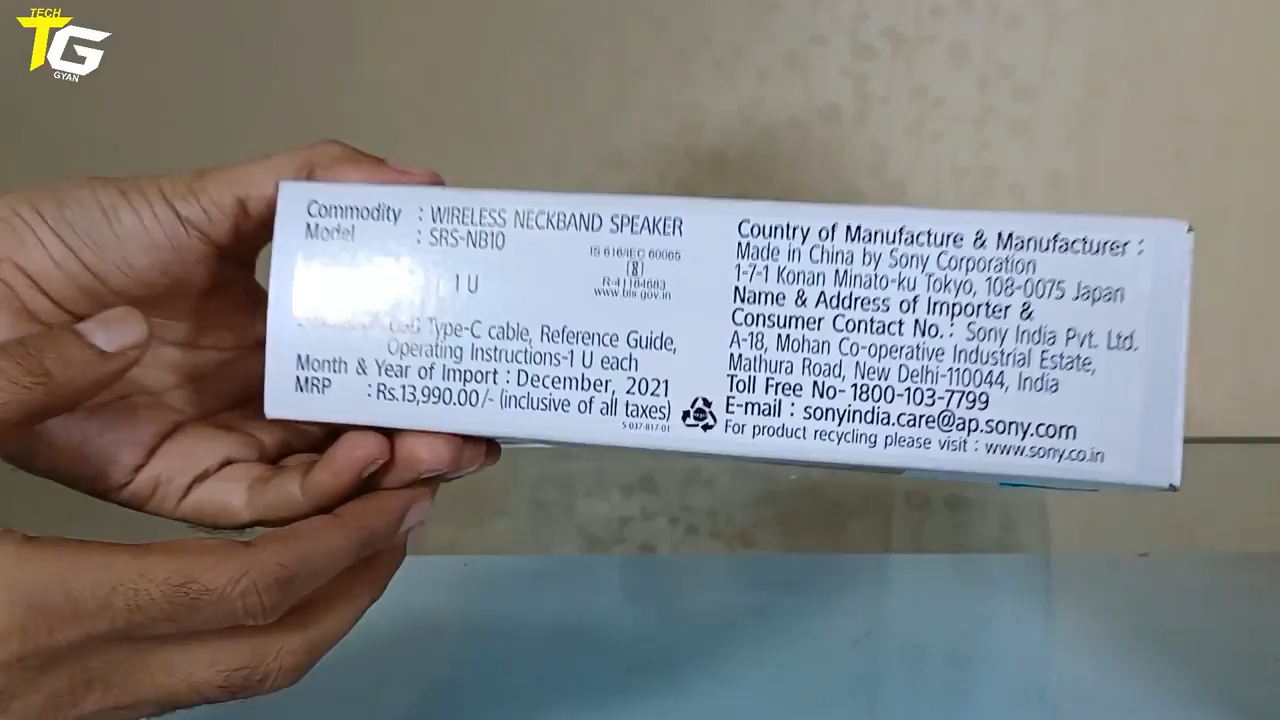 TECH
TG
GYAN
Commodity : WIRELESS NECKBAND SPEAKER
Model : SRS-NB10
IS 616/IEC 60065
R-41184683
www.bis.gov.in
1 U
Type-C cable, Reference Guide,
Operating Instructions-1 U each
Month & Year of Import : December, 2021
MRP : Rs.13,990.00/- (inclusive of all taxes)
5-037-817-01
Country of Manufacture & Manufacturer :
Made in China by Sony Corporation
1-7-1 Konan Minato-ku Tokyo, 108-0075 Japan
Name & Address of Importer &
Consumer Contact No. : Sony India Pvt. Ltd.
A-18, Mohan Co-operative Industrial Estate,
Mathura Road, New Delhi-110044, India
Toll Free No- 1800-103-7799
E-mail : sonyindia.care@ap.sony.com
For product recycling please visit : www.sony.co.in